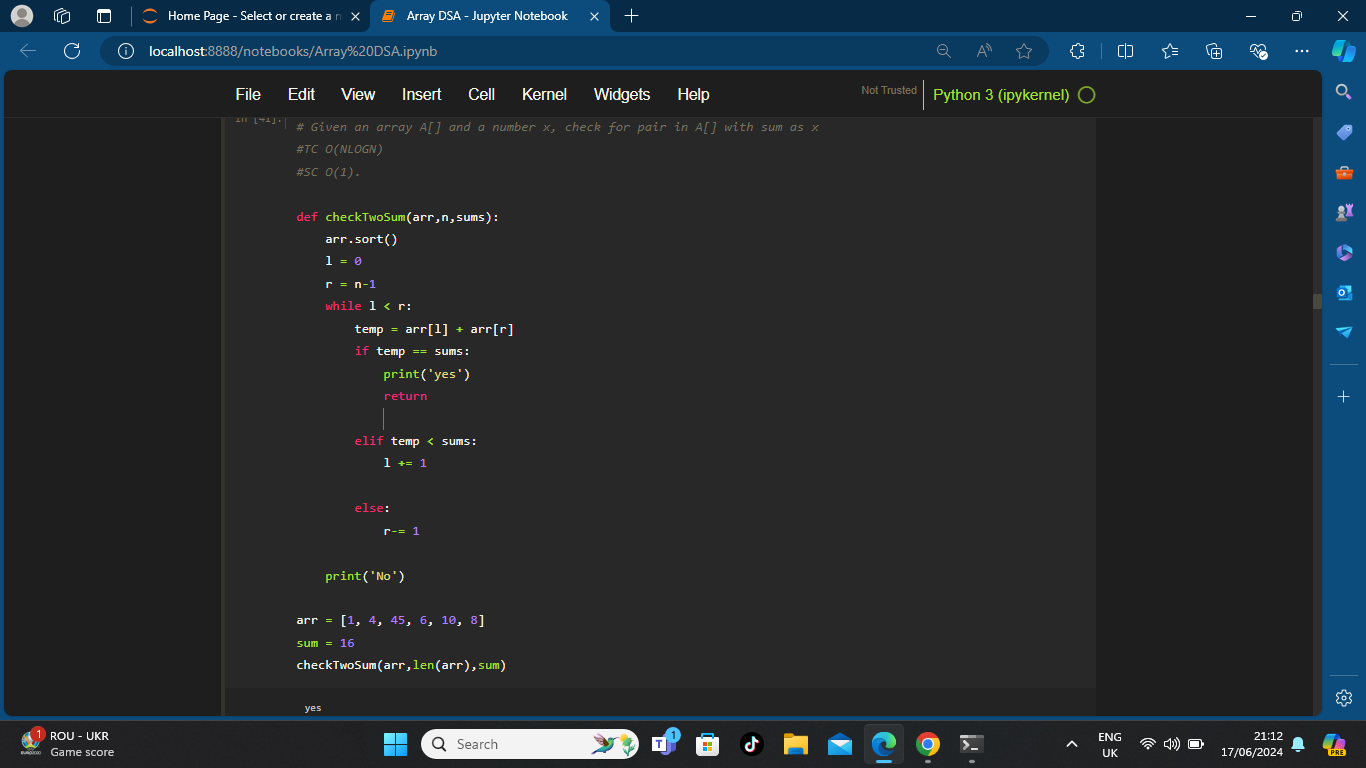 Home Page - Select or create a n
Array DSA - Jupyter Notebook
localhost:8888/notebooks/Array%20DSA.ipynb
File Edit View Insert Cell Kernel Widgets Help
Not Trusted
Python 3 (ipykernel)
In [41]:
# Given an array A[] and a number x, check for pair in A[] with sum as x
#TC O(NLOGN)
#SC O(1).
def checkTwoSum(arr,n,sums):
arr.sort()
l = 0
r = n-1
while l < r:
temp = arr[l] + arr[r]
if temp == sums:
print('yes')
return
elif temp < sums:
l += 1
else:
r-= 1
print('No')
arr = [1, 4, 45, 6, 10, 8]
sum = 16
checkTwoSum(arr,len(arr),sum)
yes
1
ROU - UKR
Game score
Search
1
ENG
UK
21:12
17/06/2024
PRE